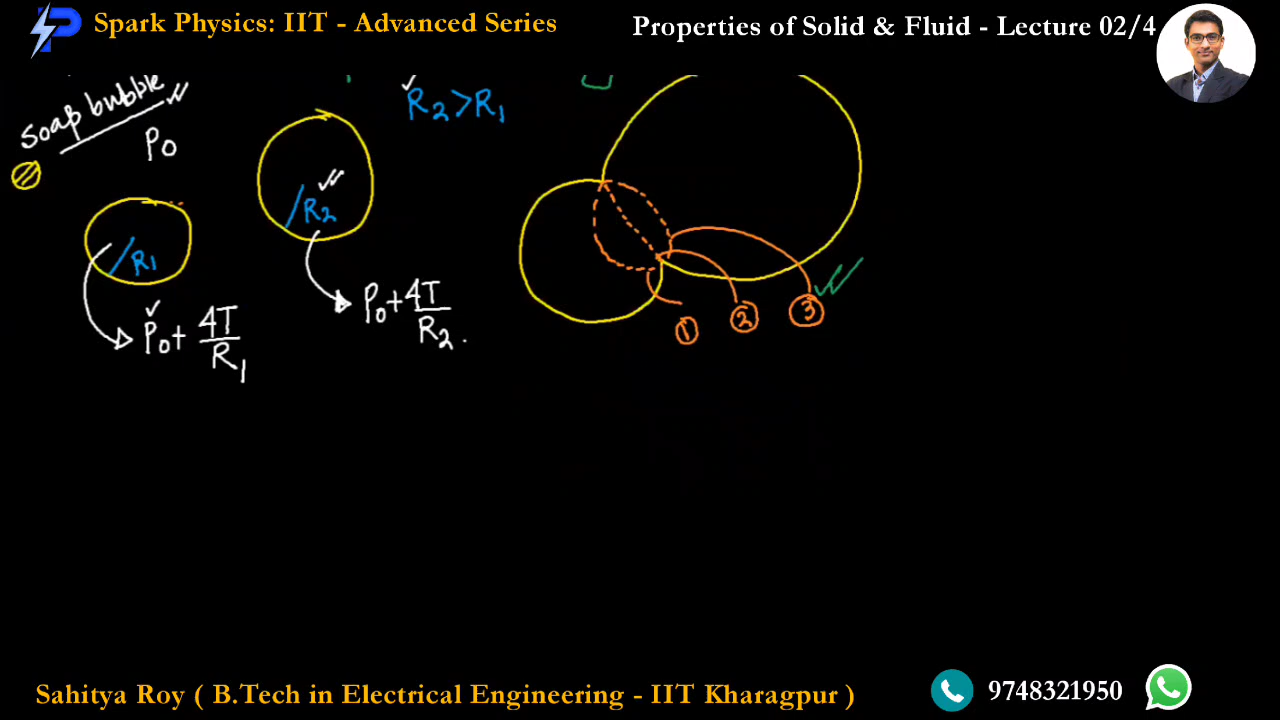 Spark Physics: IIT - Advanced Series
Properties of Solid & Fluid - Lecture 02/4
Soap bubble
P0
R2 > R1
R1
R2
P0 + 4T/R1
P0 + 4T/R2.
1
2
3
Sahitya Roy ( B.Tech in Electrical Engineering - IIT Kharagpur )
9748321950